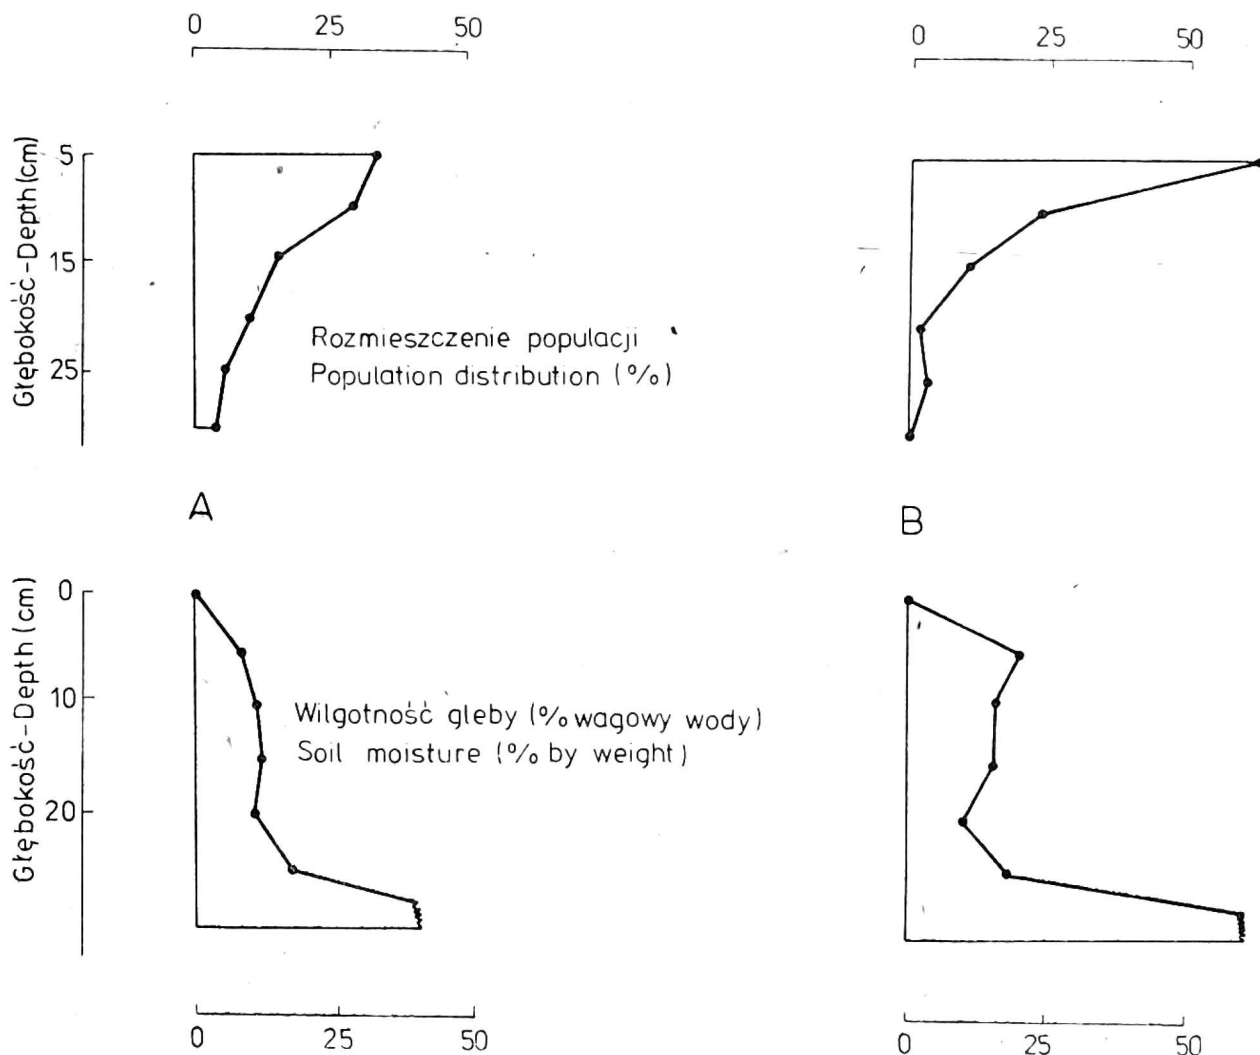 0 25 50
0 25 50
Głębokość-Depth (cm)
5
15
25
Rozmieszczenie populacji
Population distribution (%)
A
B
Głębokość-Depth (cm)
0
10
20
Wilgotność gleby (% wagowy wody)
Soil moisture (% by weight)
0 25 50
0 25 50